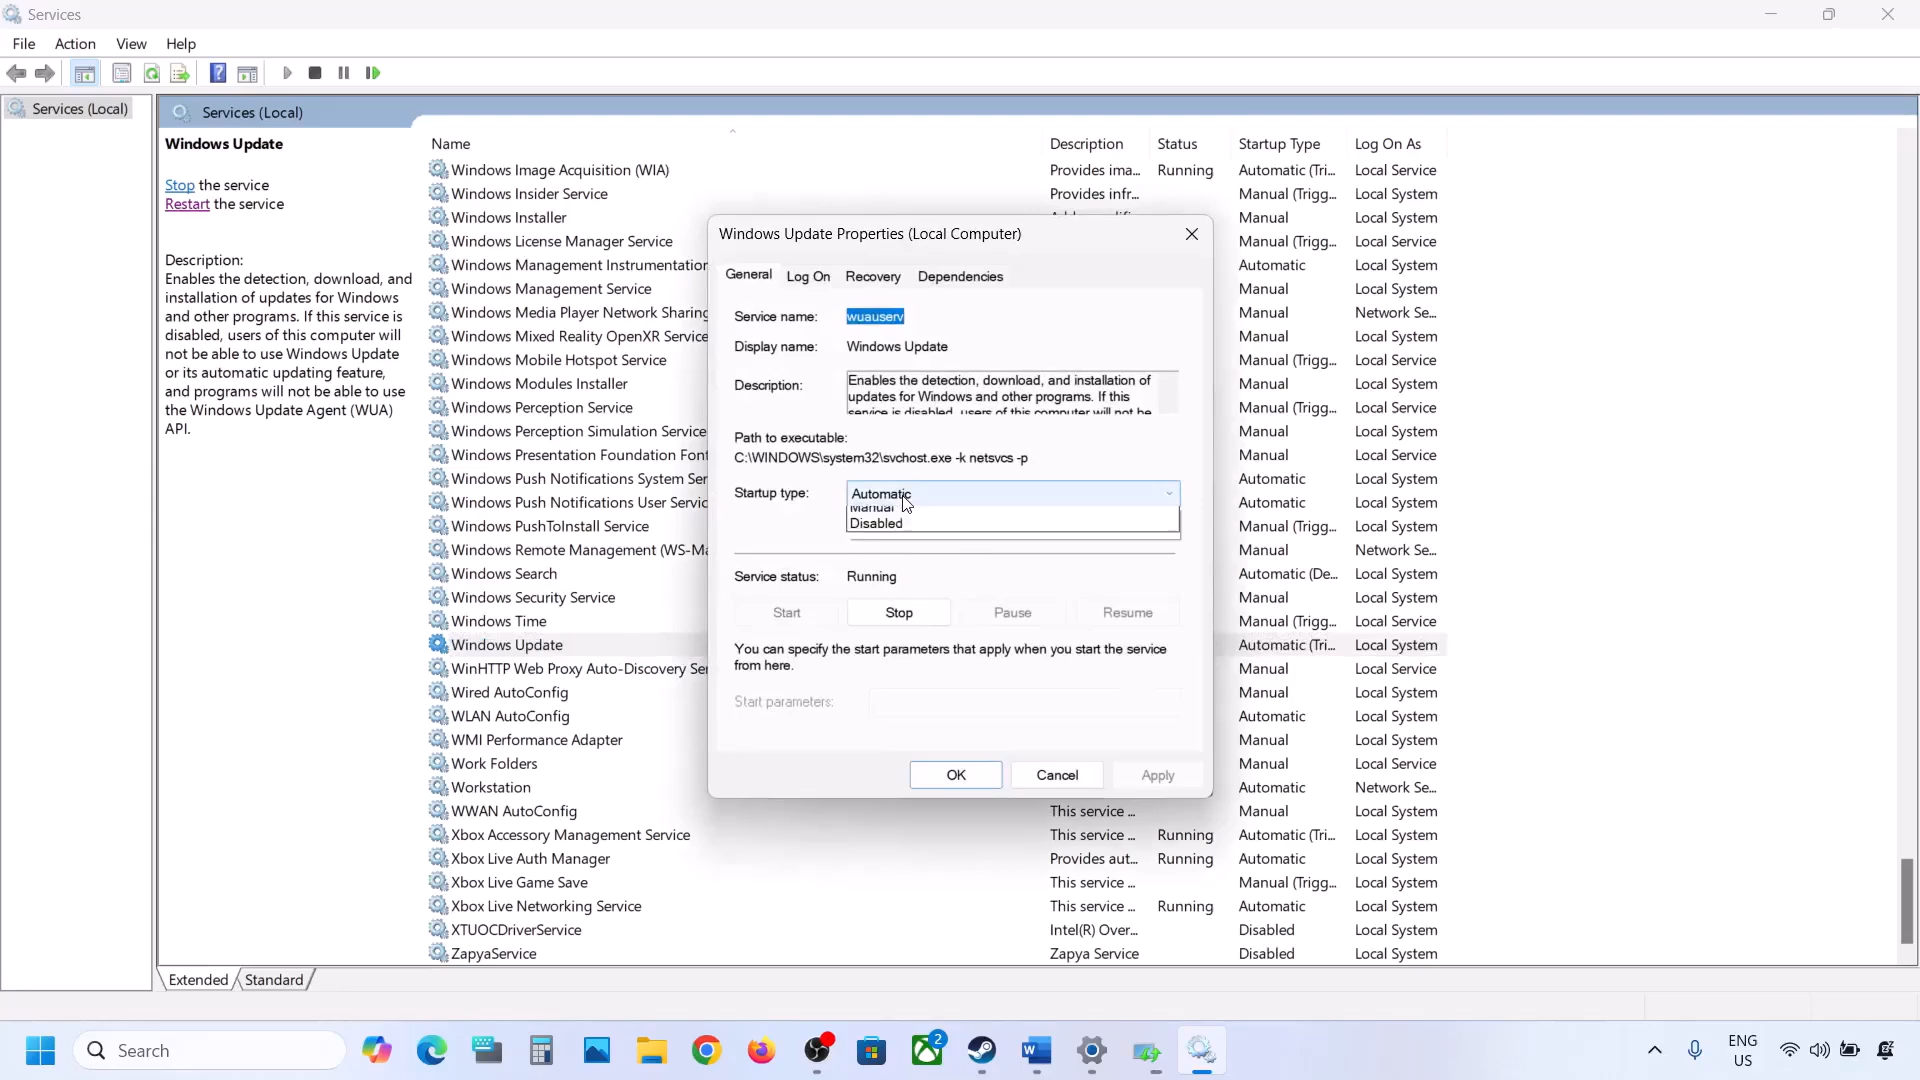 Services
File Action View Help
Services (Local)
Services (Local)
Windows Update
Stop the service
Restart the service
Description:
Enables the detection, download, and
installation of updates for Windows
and other programs. If this service is
disabled, users of this computer will
not be able to use Windows Update
or its automatic updating feature,
and programs will not be able to use
the Windows Update Agent (WUA)
API.
Name Description Status Startup Type Log On As
Windows Image Acquisition (WIA) Provides ima... Running Automatic (Tri... Local Service
Windows Insider Service Provides infr... Manual (Trigg... Local System
Windows Installer Manual Local System
Windows License Manager Service Manual (Trigg... Local Service
Windows Management Instrumentation Automatic Local System
Windows Management Service Manual Local System
Windows Media Player Network Sharing Manual Network Se...
Windows Mixed Reality OpenXR Service Manual Local System
Windows Mobile Hotspot Service Manual (Trigg... Local Service
Windows Modules Installer Manual Local System
Windows Perception Service Manual (Trigg... Local Service
Windows Perception Simulation Service Manual Local System
Windows Presentation Foundation Font Manual Local Service
Windows Push Notifications System Ser Automatic Local System
Windows Push Notifications User Servic Automatic Local System
Windows PushToInstall Service Manual (Trigg... Local System
Windows Remote Management (WS-Ma Manual Network Se...
Windows Search Automatic (De... Local System
Windows Security Service Manual Local System
Windows Time Manual (Trigg... Local Service
Windows Update Automatic (Tri... Local System
WinHTTP Web Proxy Auto-Discovery Ser Manual Local Service
Wired AutoConfig Manual Local System
WLAN AutoConfig Automatic Local System
WMI Performance Adapter Manual Local System
Work Folders Manual Local Service
Workstation Automatic Network Se...
WWAN AutoConfig This service ... Manual Local System
Xbox Accessory Management Service This service ... Running Automatic (Tri... Local System
Xbox Live Auth Manager Provides aut... Running Automatic Local System
Xbox Live Game Save This service ... Manual (Trigg... Local System
Xbox Live Networking Service This service ... Running Automatic Local System
XTUOCDriverService Intel(R) Over... Disabled Local System
ZapyaService Zapya Service Disabled Local System
Windows Update Properties (Local Computer)
General Log On Recovery Dependencies
Service name: wuauserv
Display name: Windows Update
Description: Enables the detection, download, and installation of
updates for Windows and other programs. If this
service is disabled, users of this computer will not be
Path to executable:
C:\WINDOWS\system32\svchost.exe -k netsvcs -p
Startup type: Automatic
Manual
Disabled
Service status: Running
Start Stop Pause Resume
You can specify the start parameters that apply when you start the service
from here.
Start parameters:
OK Cancel Apply
Extended Standard
Search
2
ENG
US